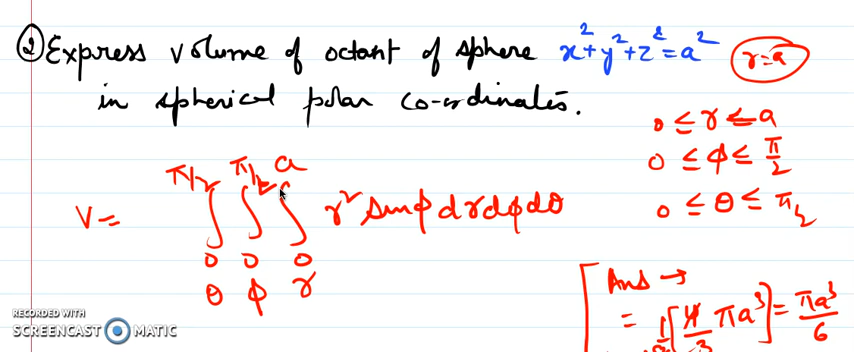 ② Express volume of octant of sphere x² + y² + z² = a² r = a
in spherical polar co-ordinates.
0 ≤ r ≤ a
0 ≤ φ ≤ π/2
0 ≤ θ ≤ π/2
V = ∫₀^{π/2} ∫₀^{π/2} ∫₀^{a} r² sinφ dr dφ dθ
θ φ r
Ans →
= [4/3 πa³] = πa³/6
RECORDED WITH
SCREENCAST MATIC